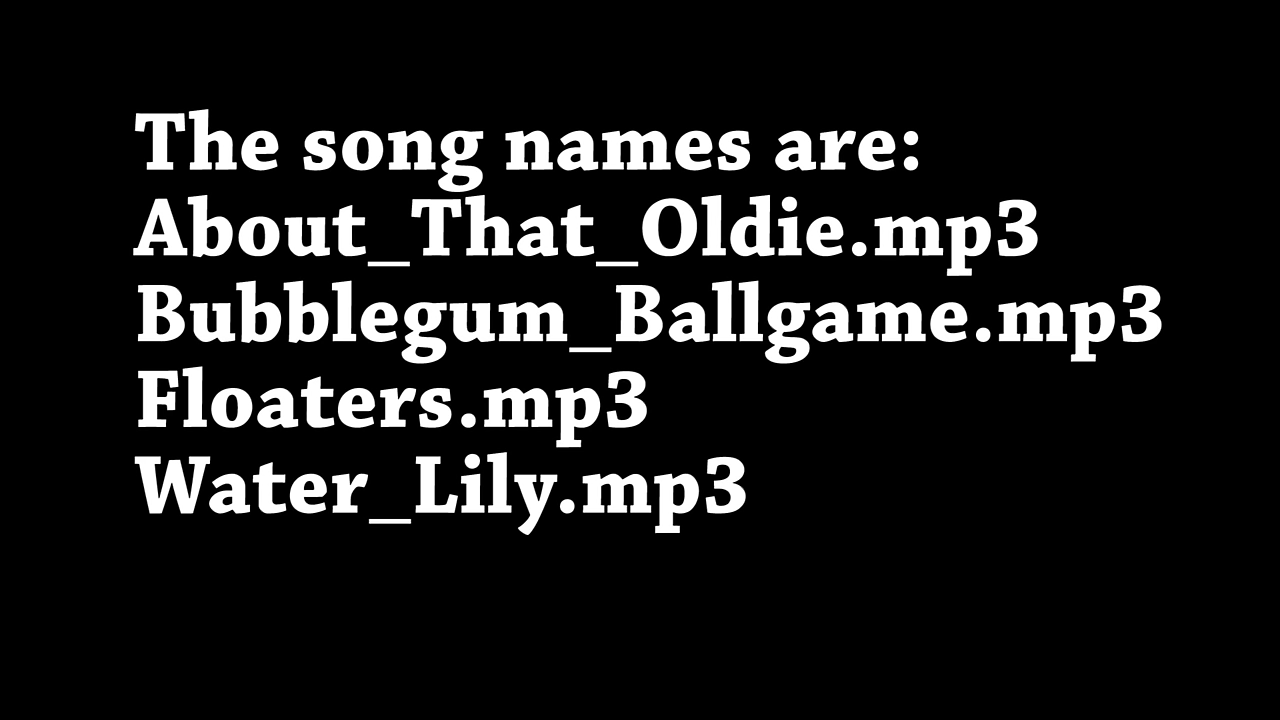 The song names are:
About_That_Oldie.mp3
Bubblegum_Ballgame.mp3
Floaters.mp3
Water_Lily.mp3